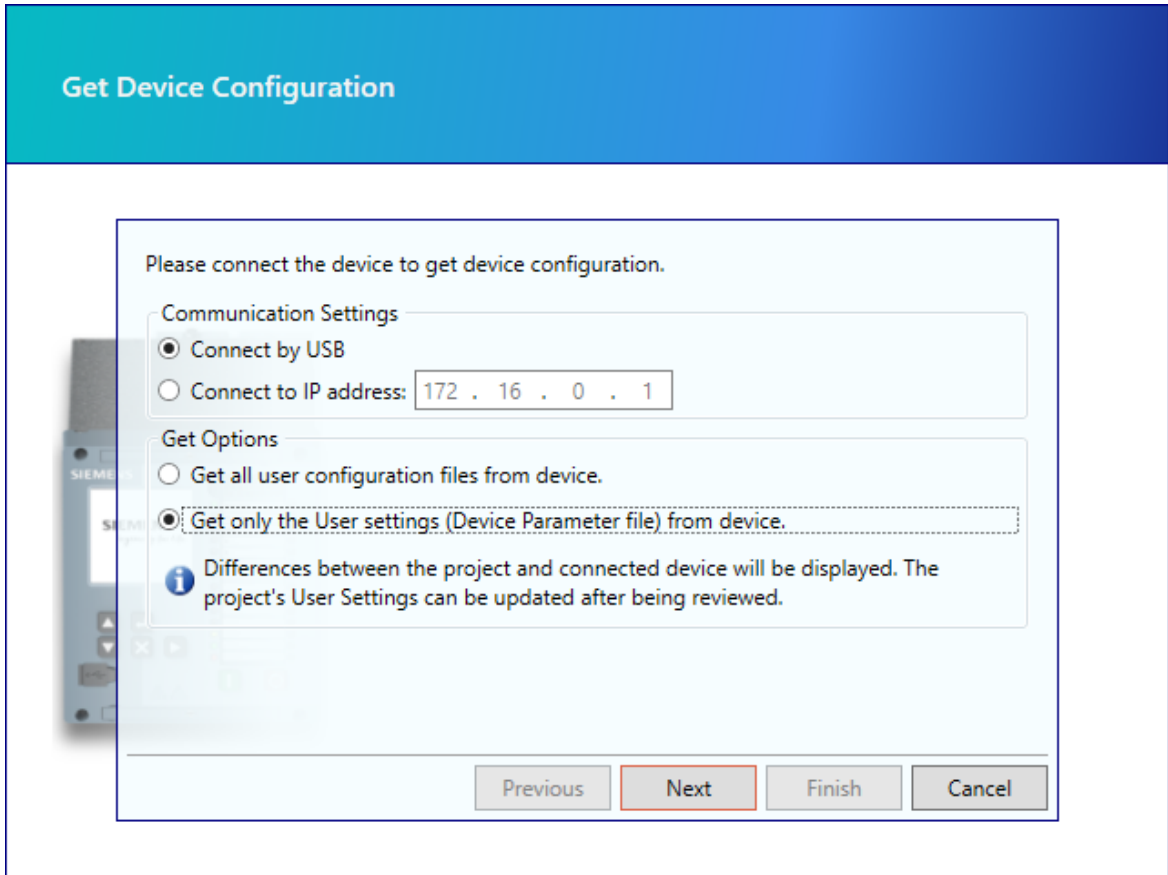 Get Device Configuration
Please connect the device to get device configuration.
Communication Settings
Connect by USB
Connect to IP address: 172 . 16 . 0 . 1
Get Options
Get all user configuration files from device.
Get only the User settings (Device Parameter file) from device.
Differences between the project and connected device will be displayed. The
project's User Settings can be updated after being reviewed.
SIEME
Previous Next Finish Cancel